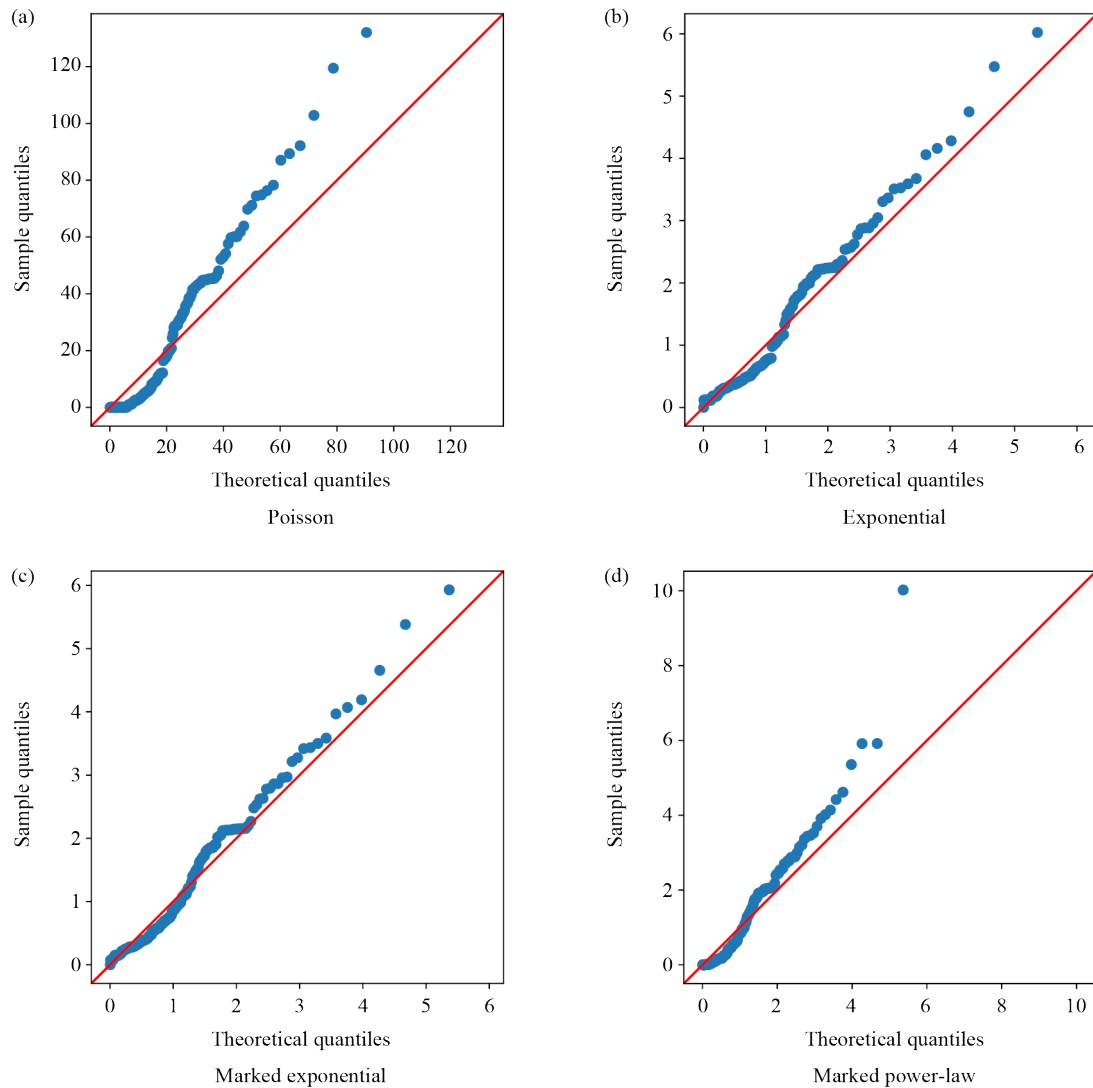 (a)
120
100
80
60
40
20
0
Sample quantiles
0 20 40 60 80 100 120
Theoretical quantiles
Poisson
(b)
6
5
4
3
2
1
0
Sample quantiles
0 1 2 3 4 5 6
Theoretical quantiles
Exponential
(c)
6
5
4
3
2
1
0
Sample quantiles
0 1 2 3 4 5 6
Theoretical quantiles
Marked exponential
(d)
10
8
6
4
2
0
Sample quantiles
0 2 4 6 8 10
Theoretical quantiles
Marked power-law